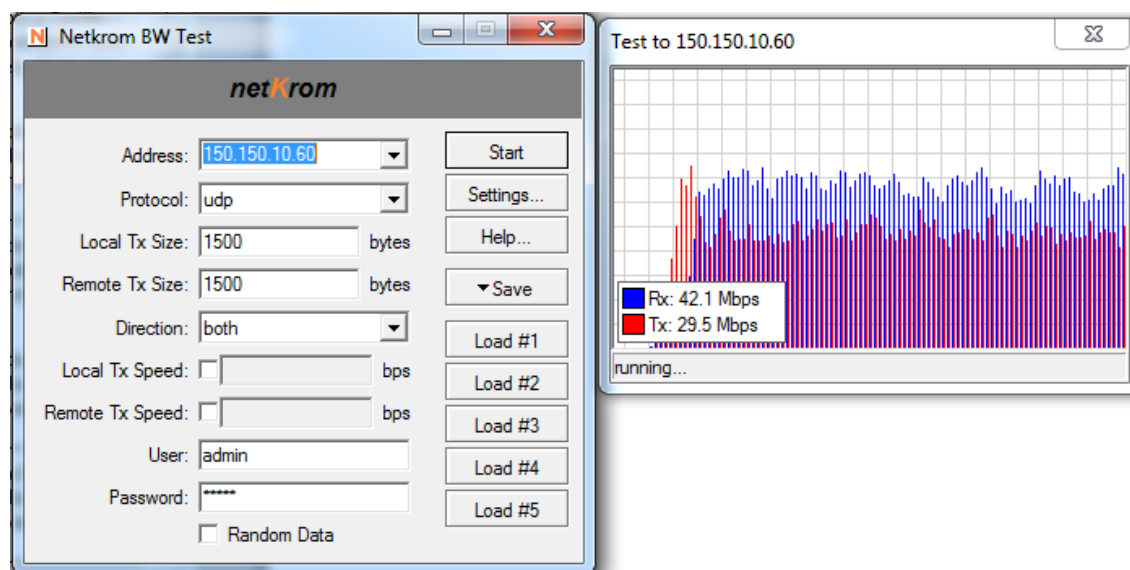 Netkrom BW Test
netKrom
Address: 150.150.10.60
Start
Protocol: udp
Settings...
Local Tx Size: 1500 bytes
Help...
Remote Tx Size: 1500 bytes
Save
Direction: both
Load #1
Local Tx Speed: bps
Load #2
Remote Tx Speed: bps
Load #3
User: admin
Load #4
Password: *****
Load #5
Random Data
Test to 150.150.10.60
Rx: 42.1 Mbps
Tx: 29.5 Mbps
running...